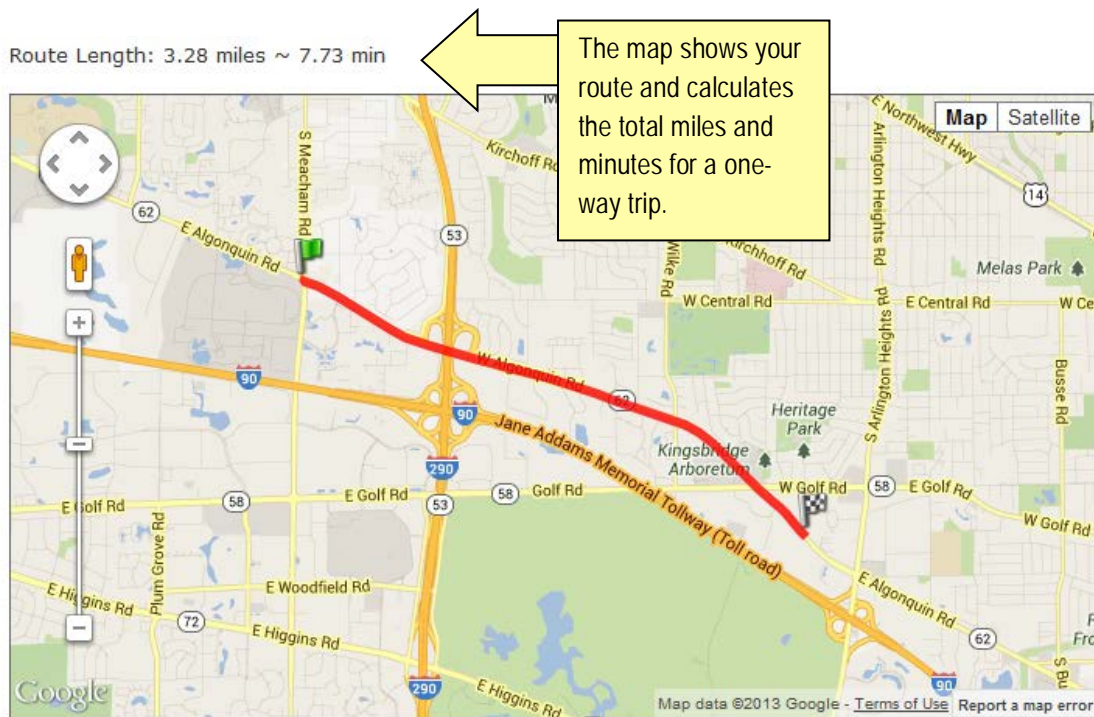 Route Length: 3.28 miles ~ 7.73 min
The map shows your
route and calculates
the total miles and
minutes for a one-
way trip.
Map
Satellite
E Northwest Hwy
Arlington Heights Rd
S Meacham Rd
Kirchoff Rd
14
62
E Algonquin Rd
53
Wilke Rd
Melas Park
W Central Rd
E Central Rd
S Arlington Heights Rd
W Algonquin Rd
62
90
90
Busse Rd
Heritage
Park
Kingsbridge
Arboretum
Jane Addams Memorial Tollway (Toll road)
290
53
58
E Golf Rd
E Golf Rd
58
Golf Rd
W Golf Rd
58
E Golf Rd
W Golf Rd
Plum Grove Rd
E Woodfield Rd
E Higgins Rd
72
E Higgins Rd
E Algonquin Rd
62
290
E Higgins Rd
90
Google
Map data ©2013 Google - Terms of Use
Report a map error